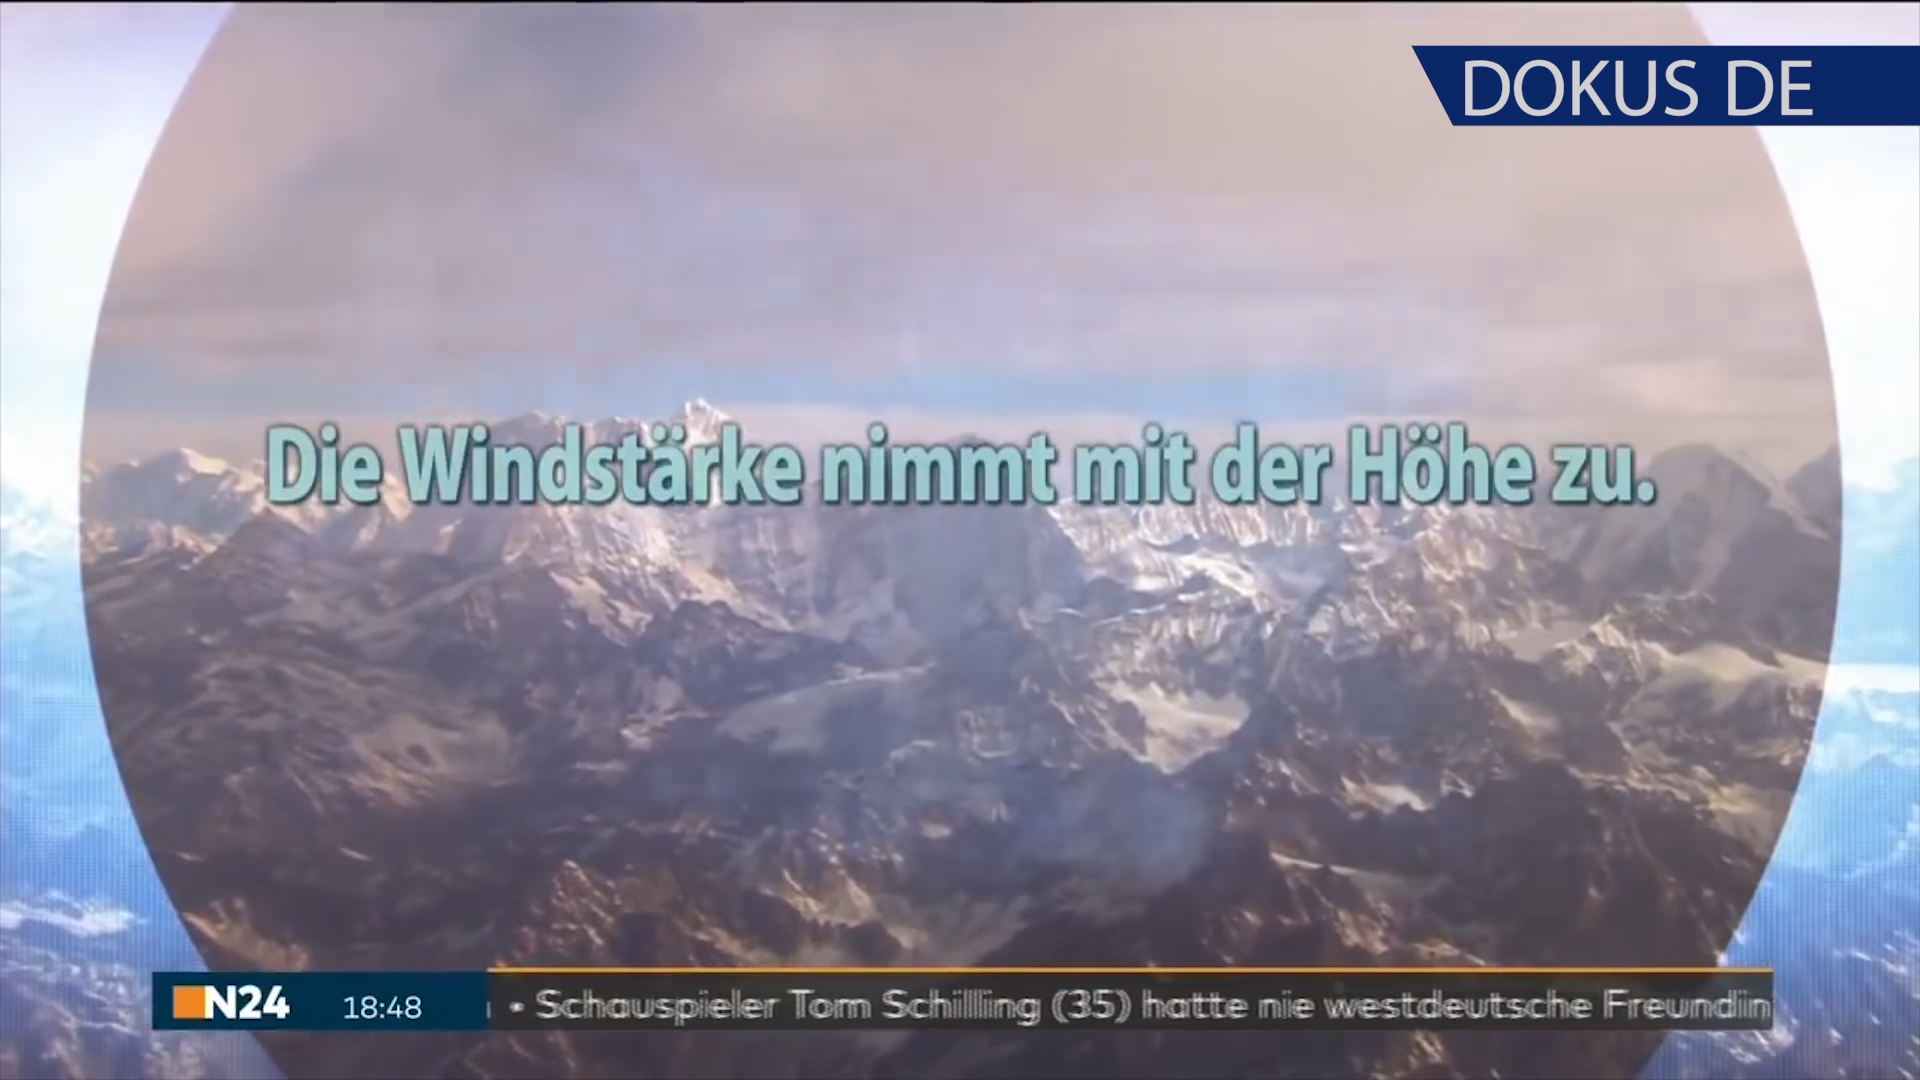 DOKUS DE
Die Windstärke nimmt mit der Höhe zu.
N24 18:48 • Schauspieler Tom Schilling (35) hatte nie westdeutsche Freundin